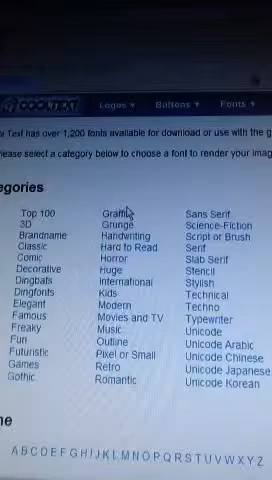 COOLTEXT Logos Buttons Fonts
Text has over 1,200 fonts available for download or use with the
Please select a category below to choose a font to render your
egories
Top 100 Graffiti Sans Serif
3D Grunge Science-Fiction
Brandname Handwriting Script or Brush
Classic Hard to Read Serif
Comic Horror Slab Serif
Decorative Huge Stencil
Dingbats International Stylish
Dingfonts Kids Technical
Elegant Modern Techno
Famous Movies and TV Typewriter
Freaky Music Unicode
Fun Outline Unicode Arabic
Futuristic Pixel or Small Unicode Chinese
Games Retro Unicode Japanese
Gothic Romantic Unicode Korean
A B C D E F G H I J K L M N O P Q R S T U V W X Y Z